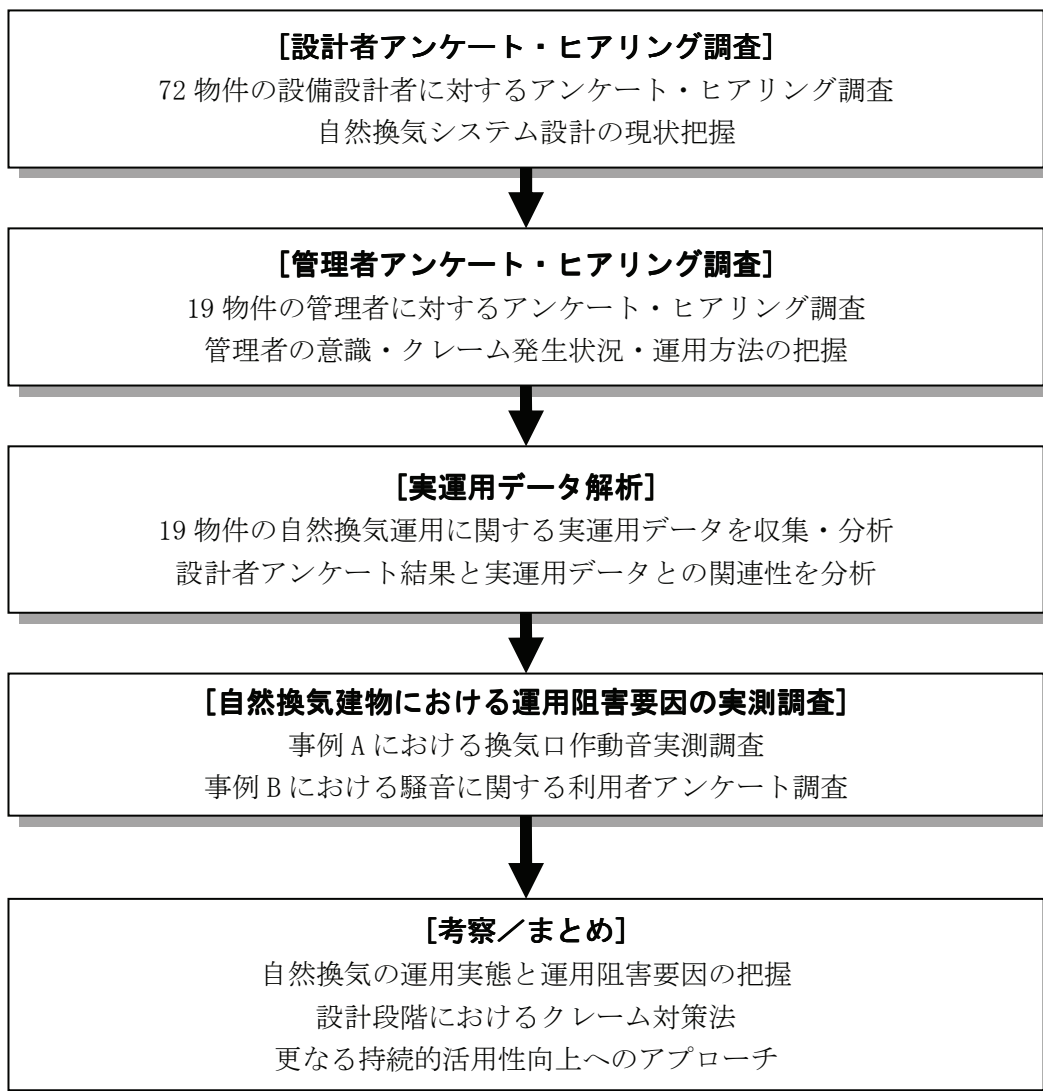 [設計者アンケート・ヒアリング調査]
72 物件の設備設計者に対するアンケート・ヒアリング調査
自然換気システム設計の現状把握
[管理者アンケート・ヒアリング調査]
19 物件の管理者に対するアンケート・ヒアリング調査
管理者の意識・クレーム発生状況・運用方法の把握
[実運用データ解析]
19 物件の自然換気運用に関する実運用データを収集・分析
設計者アンケート結果と実運用データとの関連性を分析
[自然換気建物における運用阻害要因の実測調査]
事例 A における換気口作動音実測調査
事例 B における騒音に関する利用者アンケート調査
[考察／まとめ]
自然換気の運用実態と運用阻害要因の把握
設計段階におけるクレーム対策法
更なる持続的活用性向上へのアプローチ